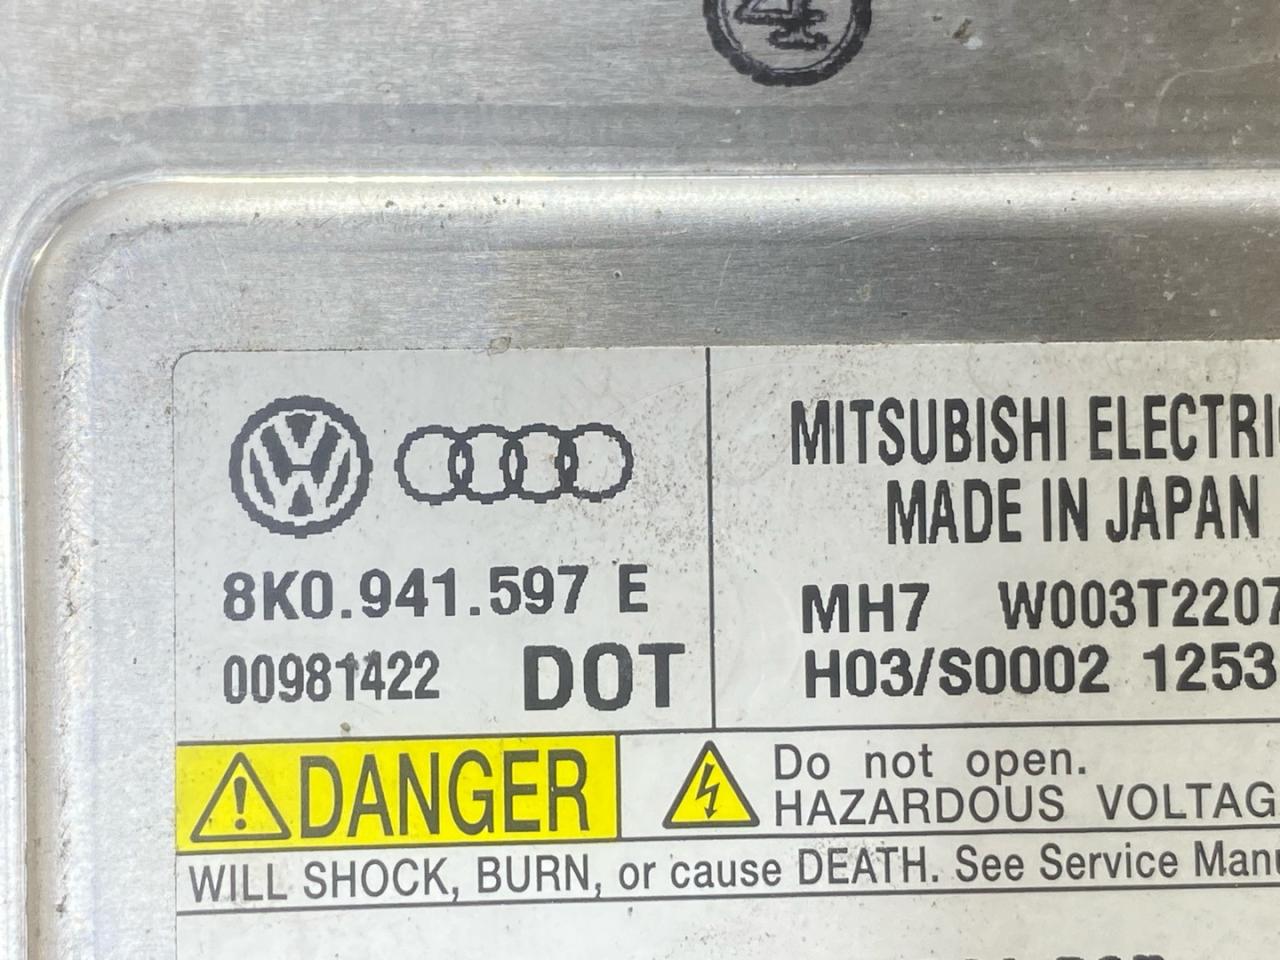 MITSUBISHI ELECTRI
MADE IN JAPAN
8K0.941.597 E
MH7 W003T2207
00981422 DOT
H03/S0002 1253
DANGER
Do not open.
HAZARDOUS VOLTAG
WILL SHOCK, BURN, or cause DEATH. See Service Manu